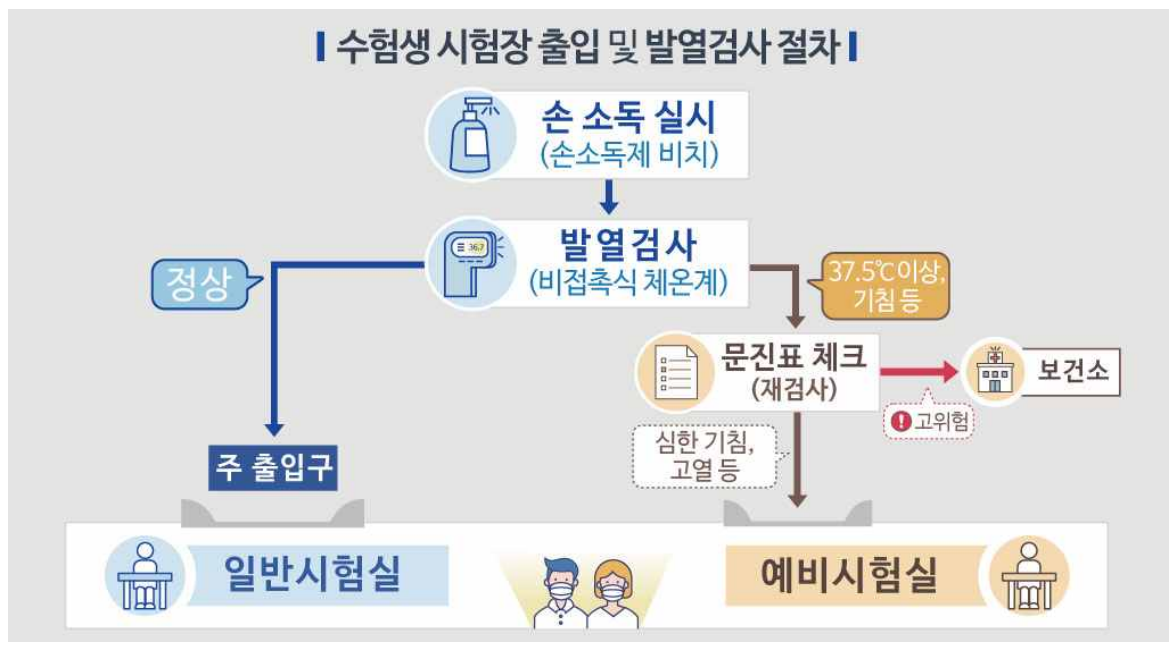 수험생 시험장 출입 및 발열검사 절차
손 소독 실시
(손소독제 비치)
발열검사
(비접촉식 체온계)
36.7
정상
37.5℃ 이상,
기침 등
문진표 체크
(재검사)
보건소
고위험
심한 기침,
고열 등
주 출입구
일반시험실
예비시험실